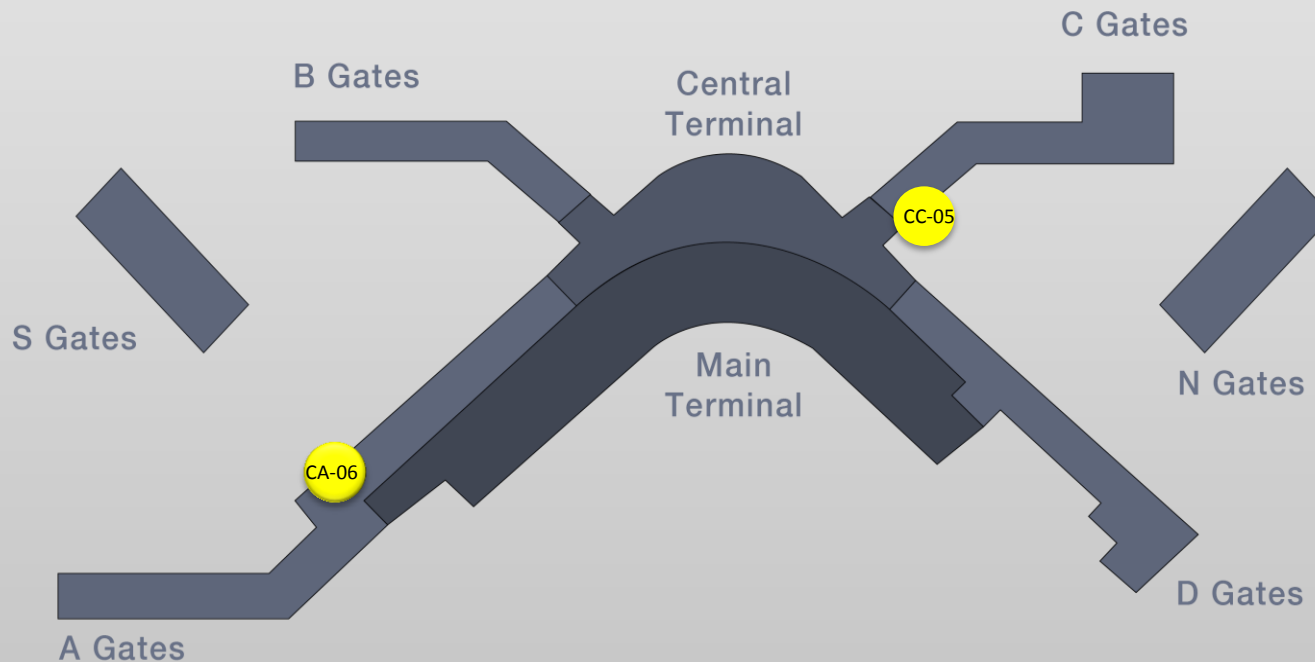 C Gates
B Gates
Central
Terminal
CC-05
S Gates
Main
Terminal
N Gates
CA-06
D Gates
A Gates